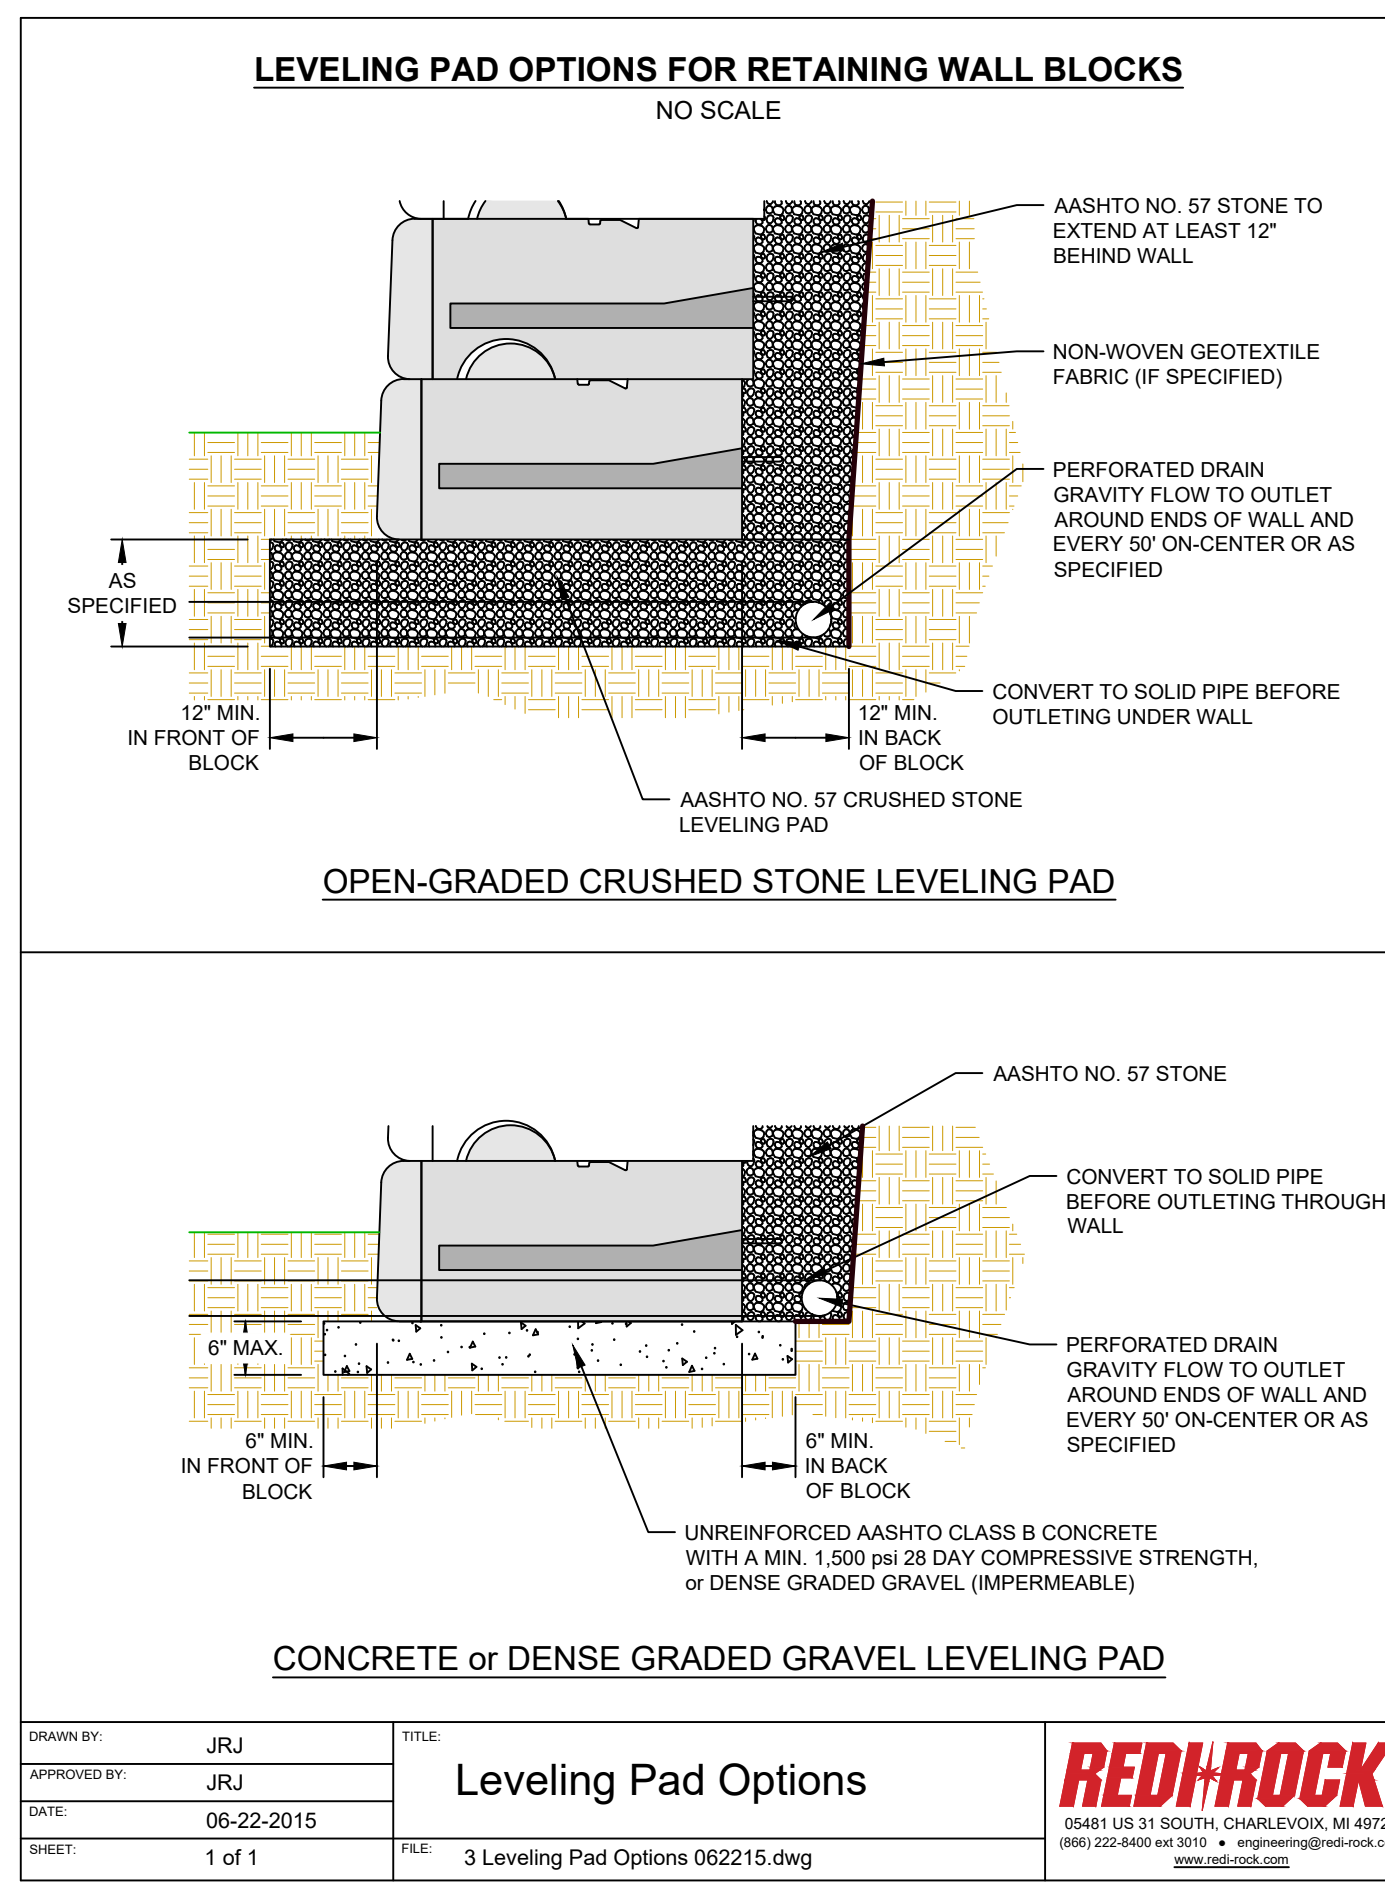 LEVELING PAD OPTIONS FOR RETAINING WALL BLOCKS
NO SCALE
AASHTO NO. 57 STONE TO
EXTEND AT LEAST 12"
BEHIND WALL
NON-WOVEN GEOTEXTILE
FABRIC (IF SPECIFIED)
PERFORATED DRAIN
GRAVITY FLOW TO OUTLET
AROUND ENDS OF WALL AND
EVERY 50' ON-CENTER OR AS
SPECIFIED
AS
SPECIFIED
CONVERT TO SOLID PIPE BEFORE
OUTLETING UNDER WALL
12" MIN.
IN FRONT OF
BLOCK
12" MIN.
IN BACK
OF BLOCK
AASHTO NO. 57 CRUSHED STONE
LEVELING PAD
OPEN-GRADED CRUSHED STONE LEVELING PAD
AASHTO NO. 57 STONE
CONVERT TO SOLID PIPE
BEFORE OUTLETING THROUGH
WALL
6" MAX.
PERFORATED DRAIN
GRAVITY FLOW TO OUTLET
AROUND ENDS OF WALL AND
EVERY 50' ON-CENTER OR AS
SPECIFIED
6" MIN.
IN FRONT OF
BLOCK
6" MIN.
IN BACK
OF BLOCK
UNREINFORCED AASHTO CLASS B CONCRETE
WITH A MIN. 1,500 psi 28 DAY COMPRESSIVE STRENGTH,
or DENSE GRADED GRAVEL (IMPERMEABLE)
CONCRETE or DENSE GRADED GRAVEL LEVELING PAD
DRAWN BY: JRJ
APPROVED BY: JRJ
DATE: 06-22-2015
SHEET: 1 of 1
TITLE:
Leveling Pad Options
FILE: 3 Leveling Pad Options 062215.dwg
REDI-ROCK
05481 US 31 SOUTH, CHARLEVOIX, MI 4972
(866) 222-8400 ext 3010 • engineering@redi-rock.c
www.redi-rock.com